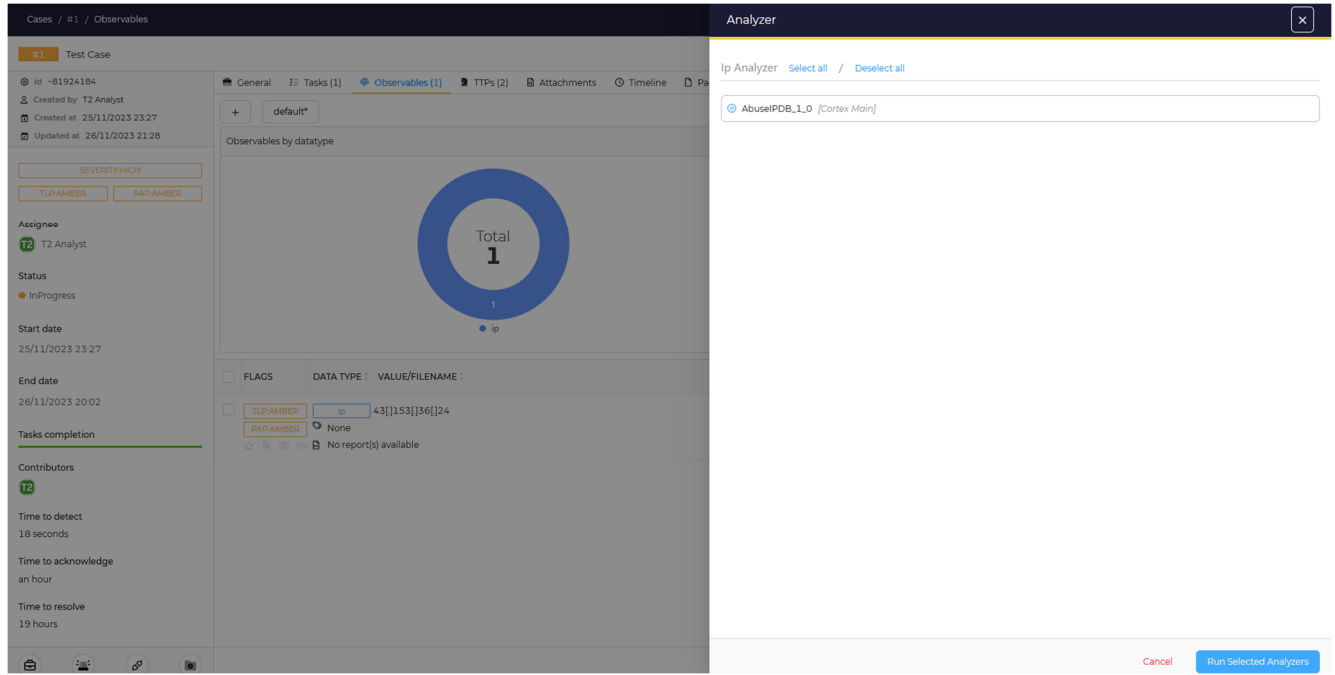 Cases / #1 / Observables
Analyzer
#1 Test Case
id ~81924184
Created by T2 Analyst
Created at 25/11/2023 23:27
Updated at 26/11/2023 21:28
SEVERITY:HIGH
TLP:AMBER PAP:AMBER
Assignee
T2 T2 Analyst
Status
InProgress
Start date
25/11/2023 23:27
End date
26/11/2023 20:02
Tasks completion
Contributors
T2
Time to detect
18 seconds
Time to acknowledge
an hour
Time to resolve
19 hours
General Tasks (1) Observables (1) TTPs (2) Attachments Timeline Pa
+ default*
Observables by datatype
Total
1
1
ip
FLAGS DATA TYPE VALUE/FILENAME
TLP:AMBER ip 43[.]153[.]36[.]24
PAP:AMBER None
No report(s) available
Ip Analyzer Select all / Deselect all
AbuseIPDB_1_0 [Cortex Main]
Cancel Run Selected Analyzers